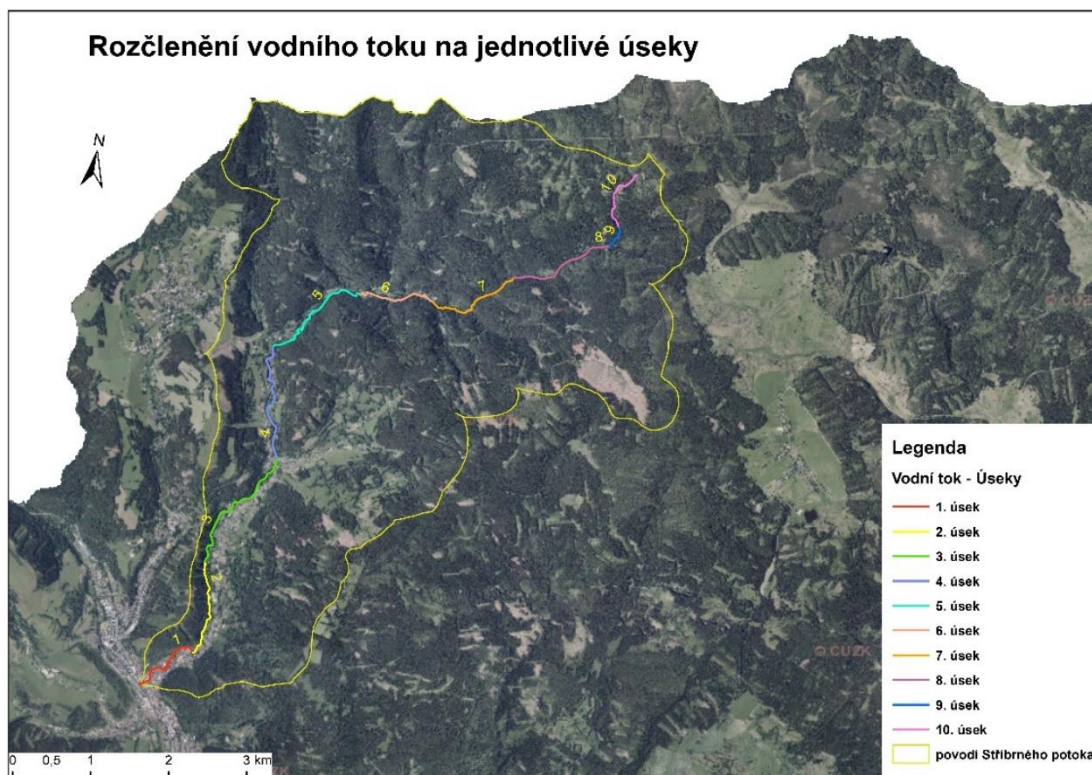 Rozčlenění vodního toku na jednotlivé úseky
N
10
9
8
7
6
5
4
3
2
1
© ČÚZK
Legenda
Vodní tok - Úseky
1. úsek
2. úsek
3. úsek
4. úsek
5. úsek
6. úsek
7. úsek
8. úsek
9. úsek
10. úsek
povodí Stříbrného potoka
0 0,5 1 2 3 km